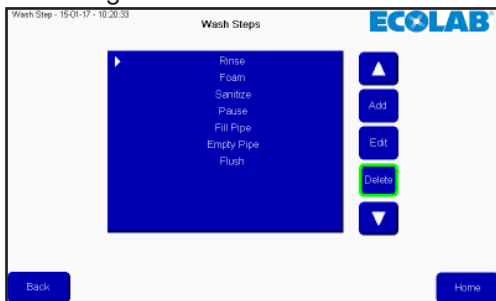 Wash Step - 15-01-17 - 10:20:33
Wash Steps
ECOLAB®
Rinse
Foam
Sanitize
Pause
Fill Pipe
Empty Pipe
Flush
Add
Edit
Delete
Back
Home